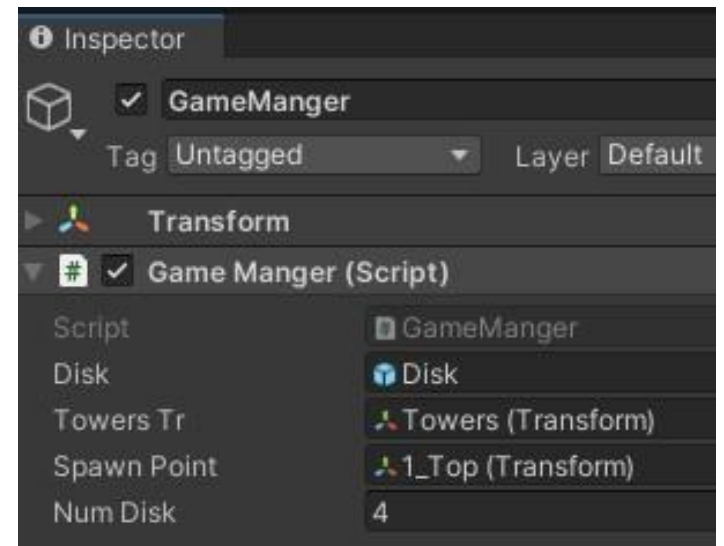 Inspector
GameManger
Tag Untagged Layer Default
Transform
# Game Manger (Script)
Script GameManger
Disk Disk
Towers Tr Towers (Transform)
Spawn Point 1_Top (Transform)
Num Disk 4